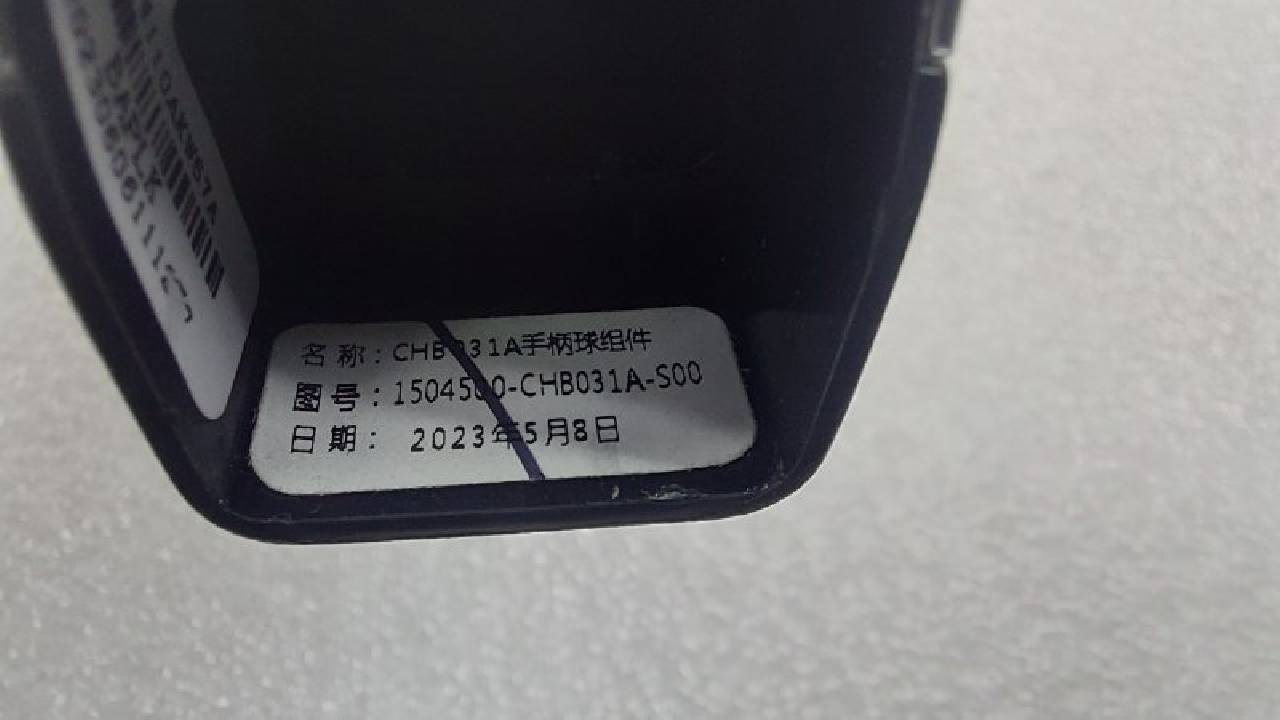 名称：CHB031A手柄球组件
图号：1504500-CHB031A-S00
日期： 2023年5月8日
DAPLK